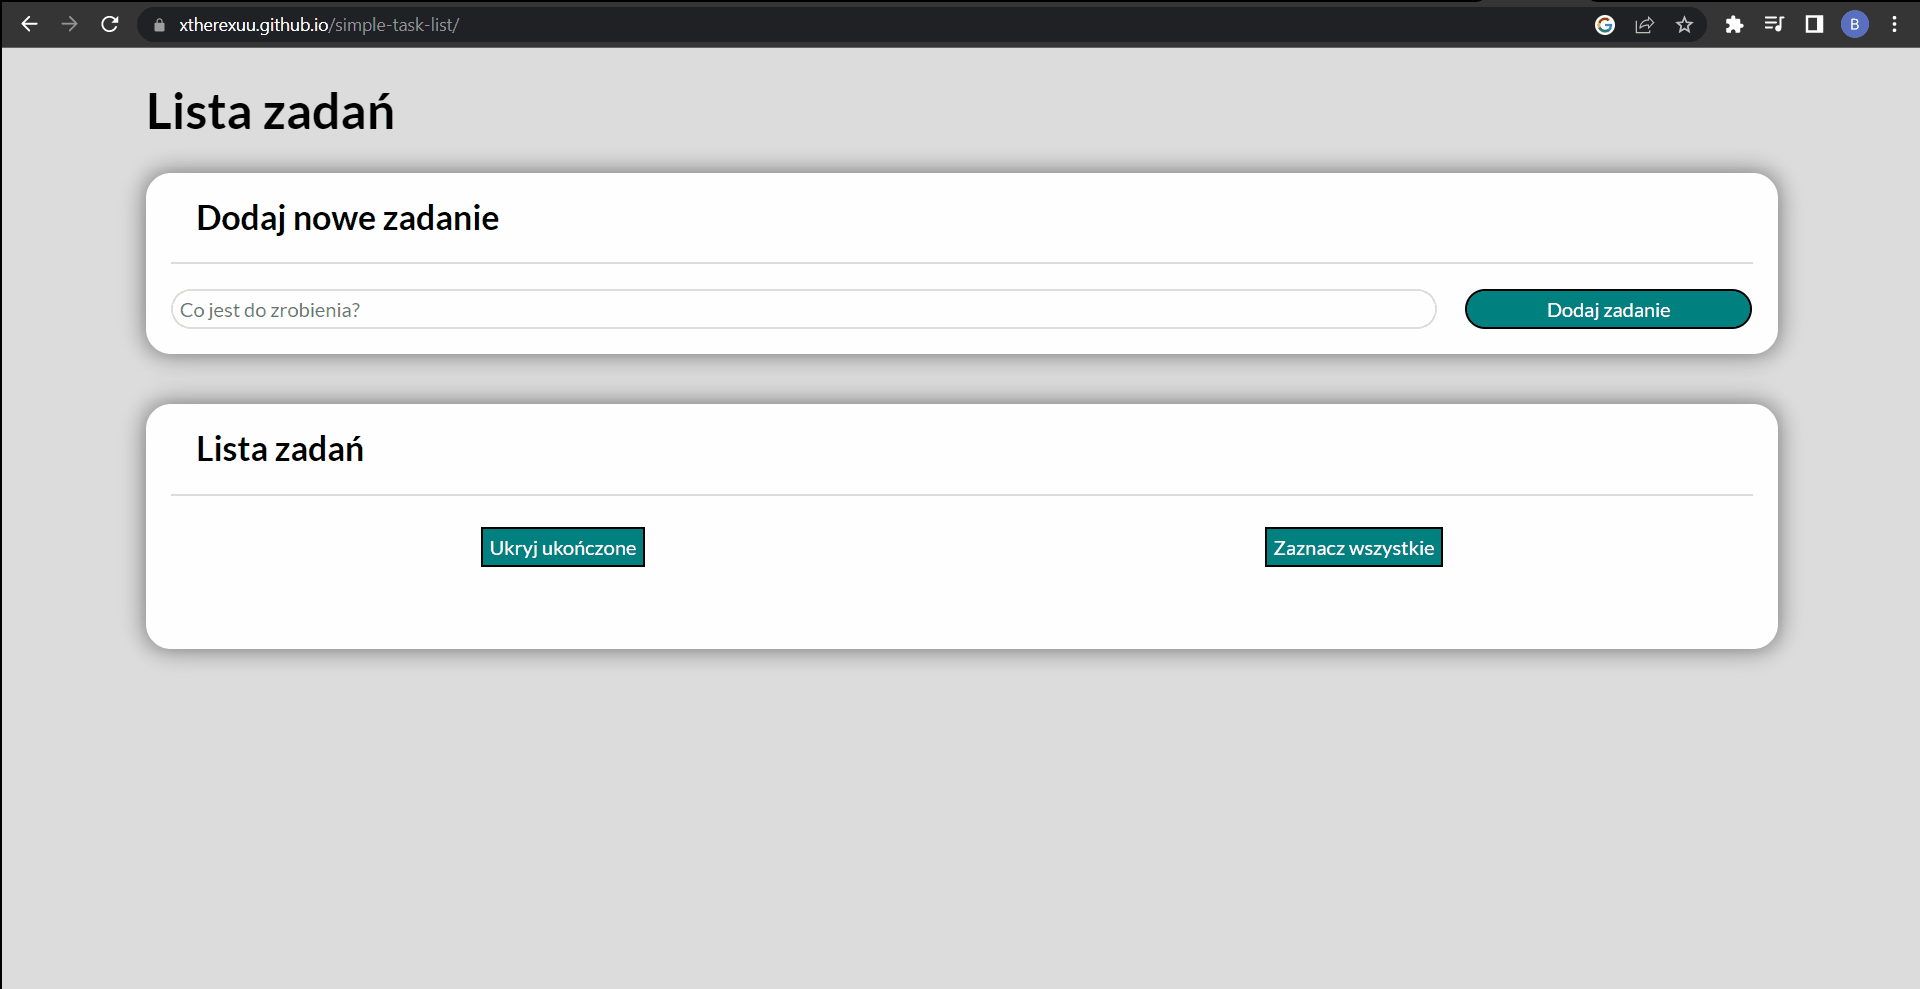 xtherexuu.github.io/simple-task-list/
B
Lista zadań
Dodaj nowe zadanie
Co jest do zrobienia?
Dodaj zadanie
Lista zadań
Ukryj ukończone
Zaznacz wszystkie